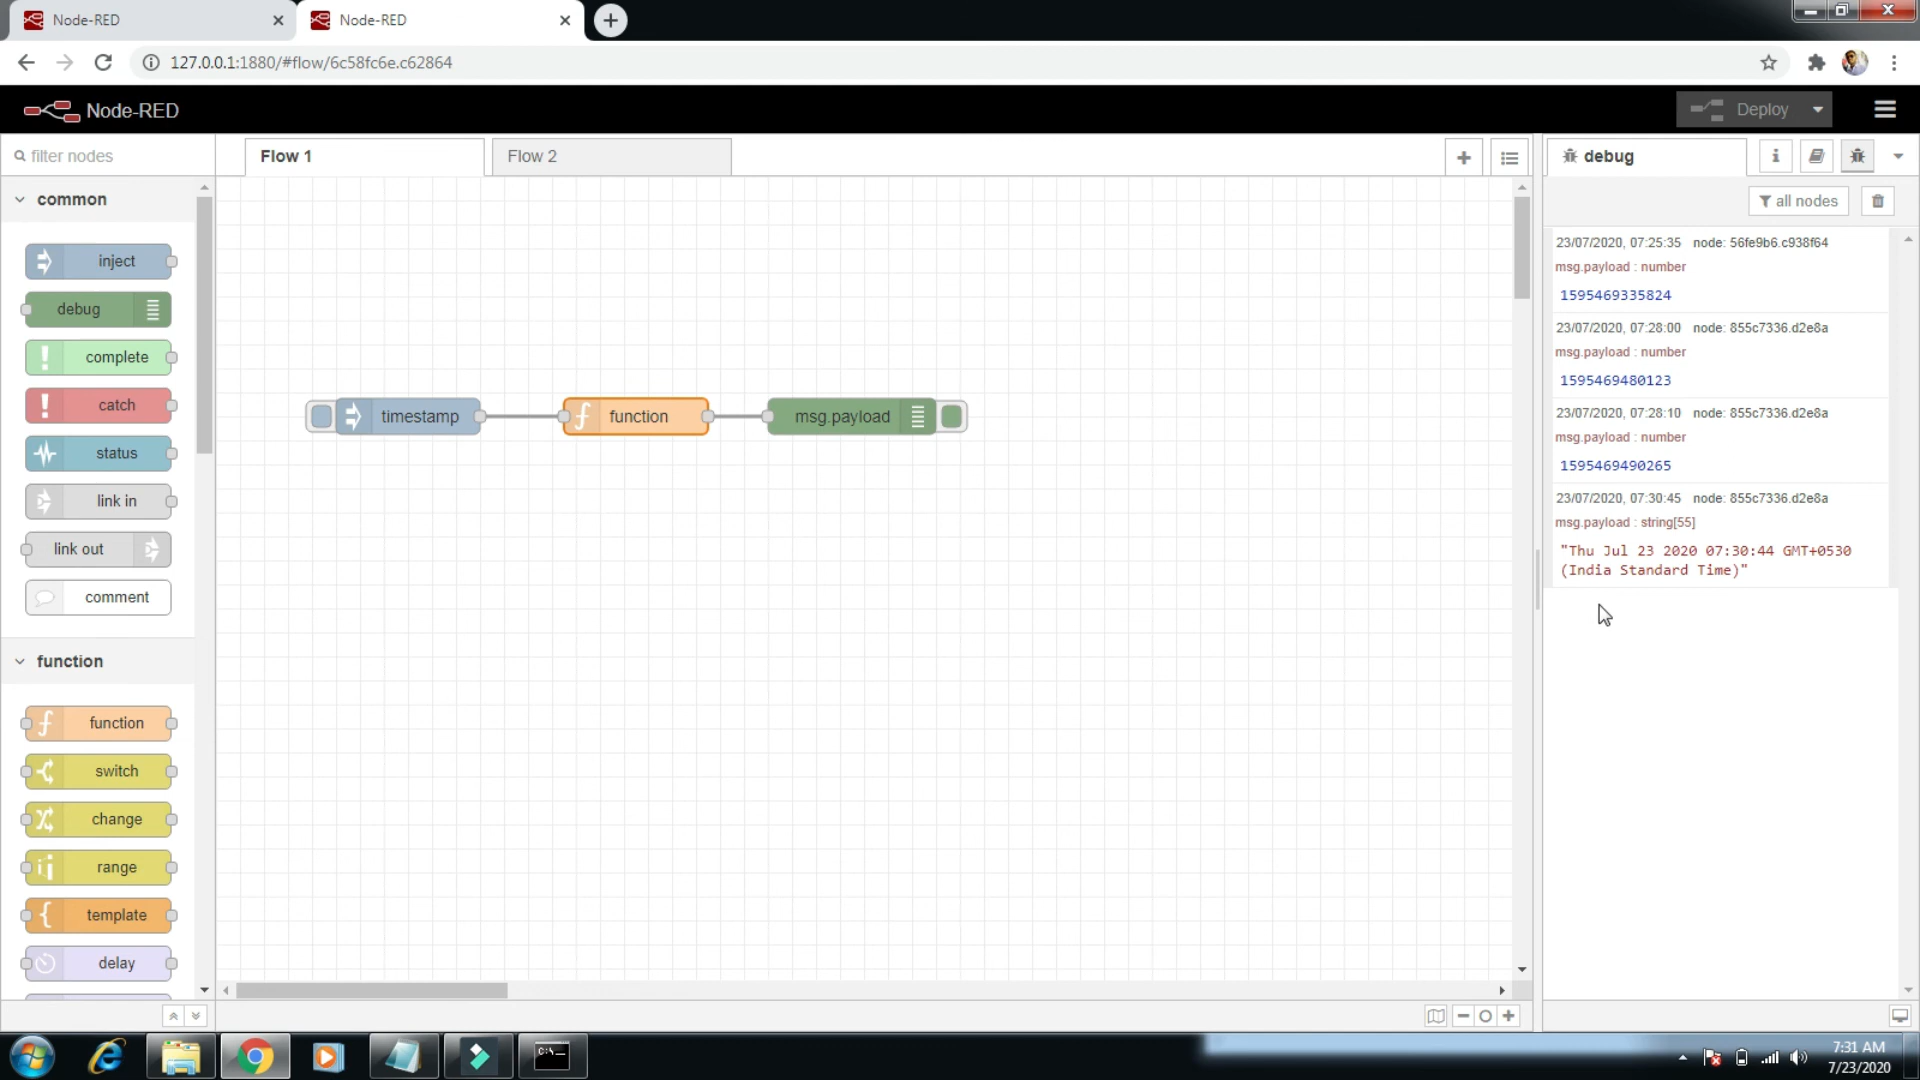 Node-RED
Node-RED
127.0.0.1:1880/#flow/6c58fc6e.c62864
Node-RED
Deploy
filter nodes
Flow 1
Flow 2
debug
all nodes
common
inject
debug
complete
catch
status
link in
link out
comment
function
function
switch
change
range
template
delay
timestamp
function
msg.payload
23/07/2020, 07:25:35 node: 56fe9b6.c938f64
msg.payload : number
1595469335824
23/07/2020, 07:28:00 node: 855c7336.d2e8a
msg.payload : number
1595469480123
23/07/2020, 07:28:10 node: 855c7336.d2e8a
msg.payload : number
1595469490265
23/07/2020, 07:30:45 node: 855c7336.d2e8a
msg.payload : string[55]
"Thu Jul 23 2020 07:30:44 GMT+0530
(India Standard Time)"
7:31 AM
7/23/2020